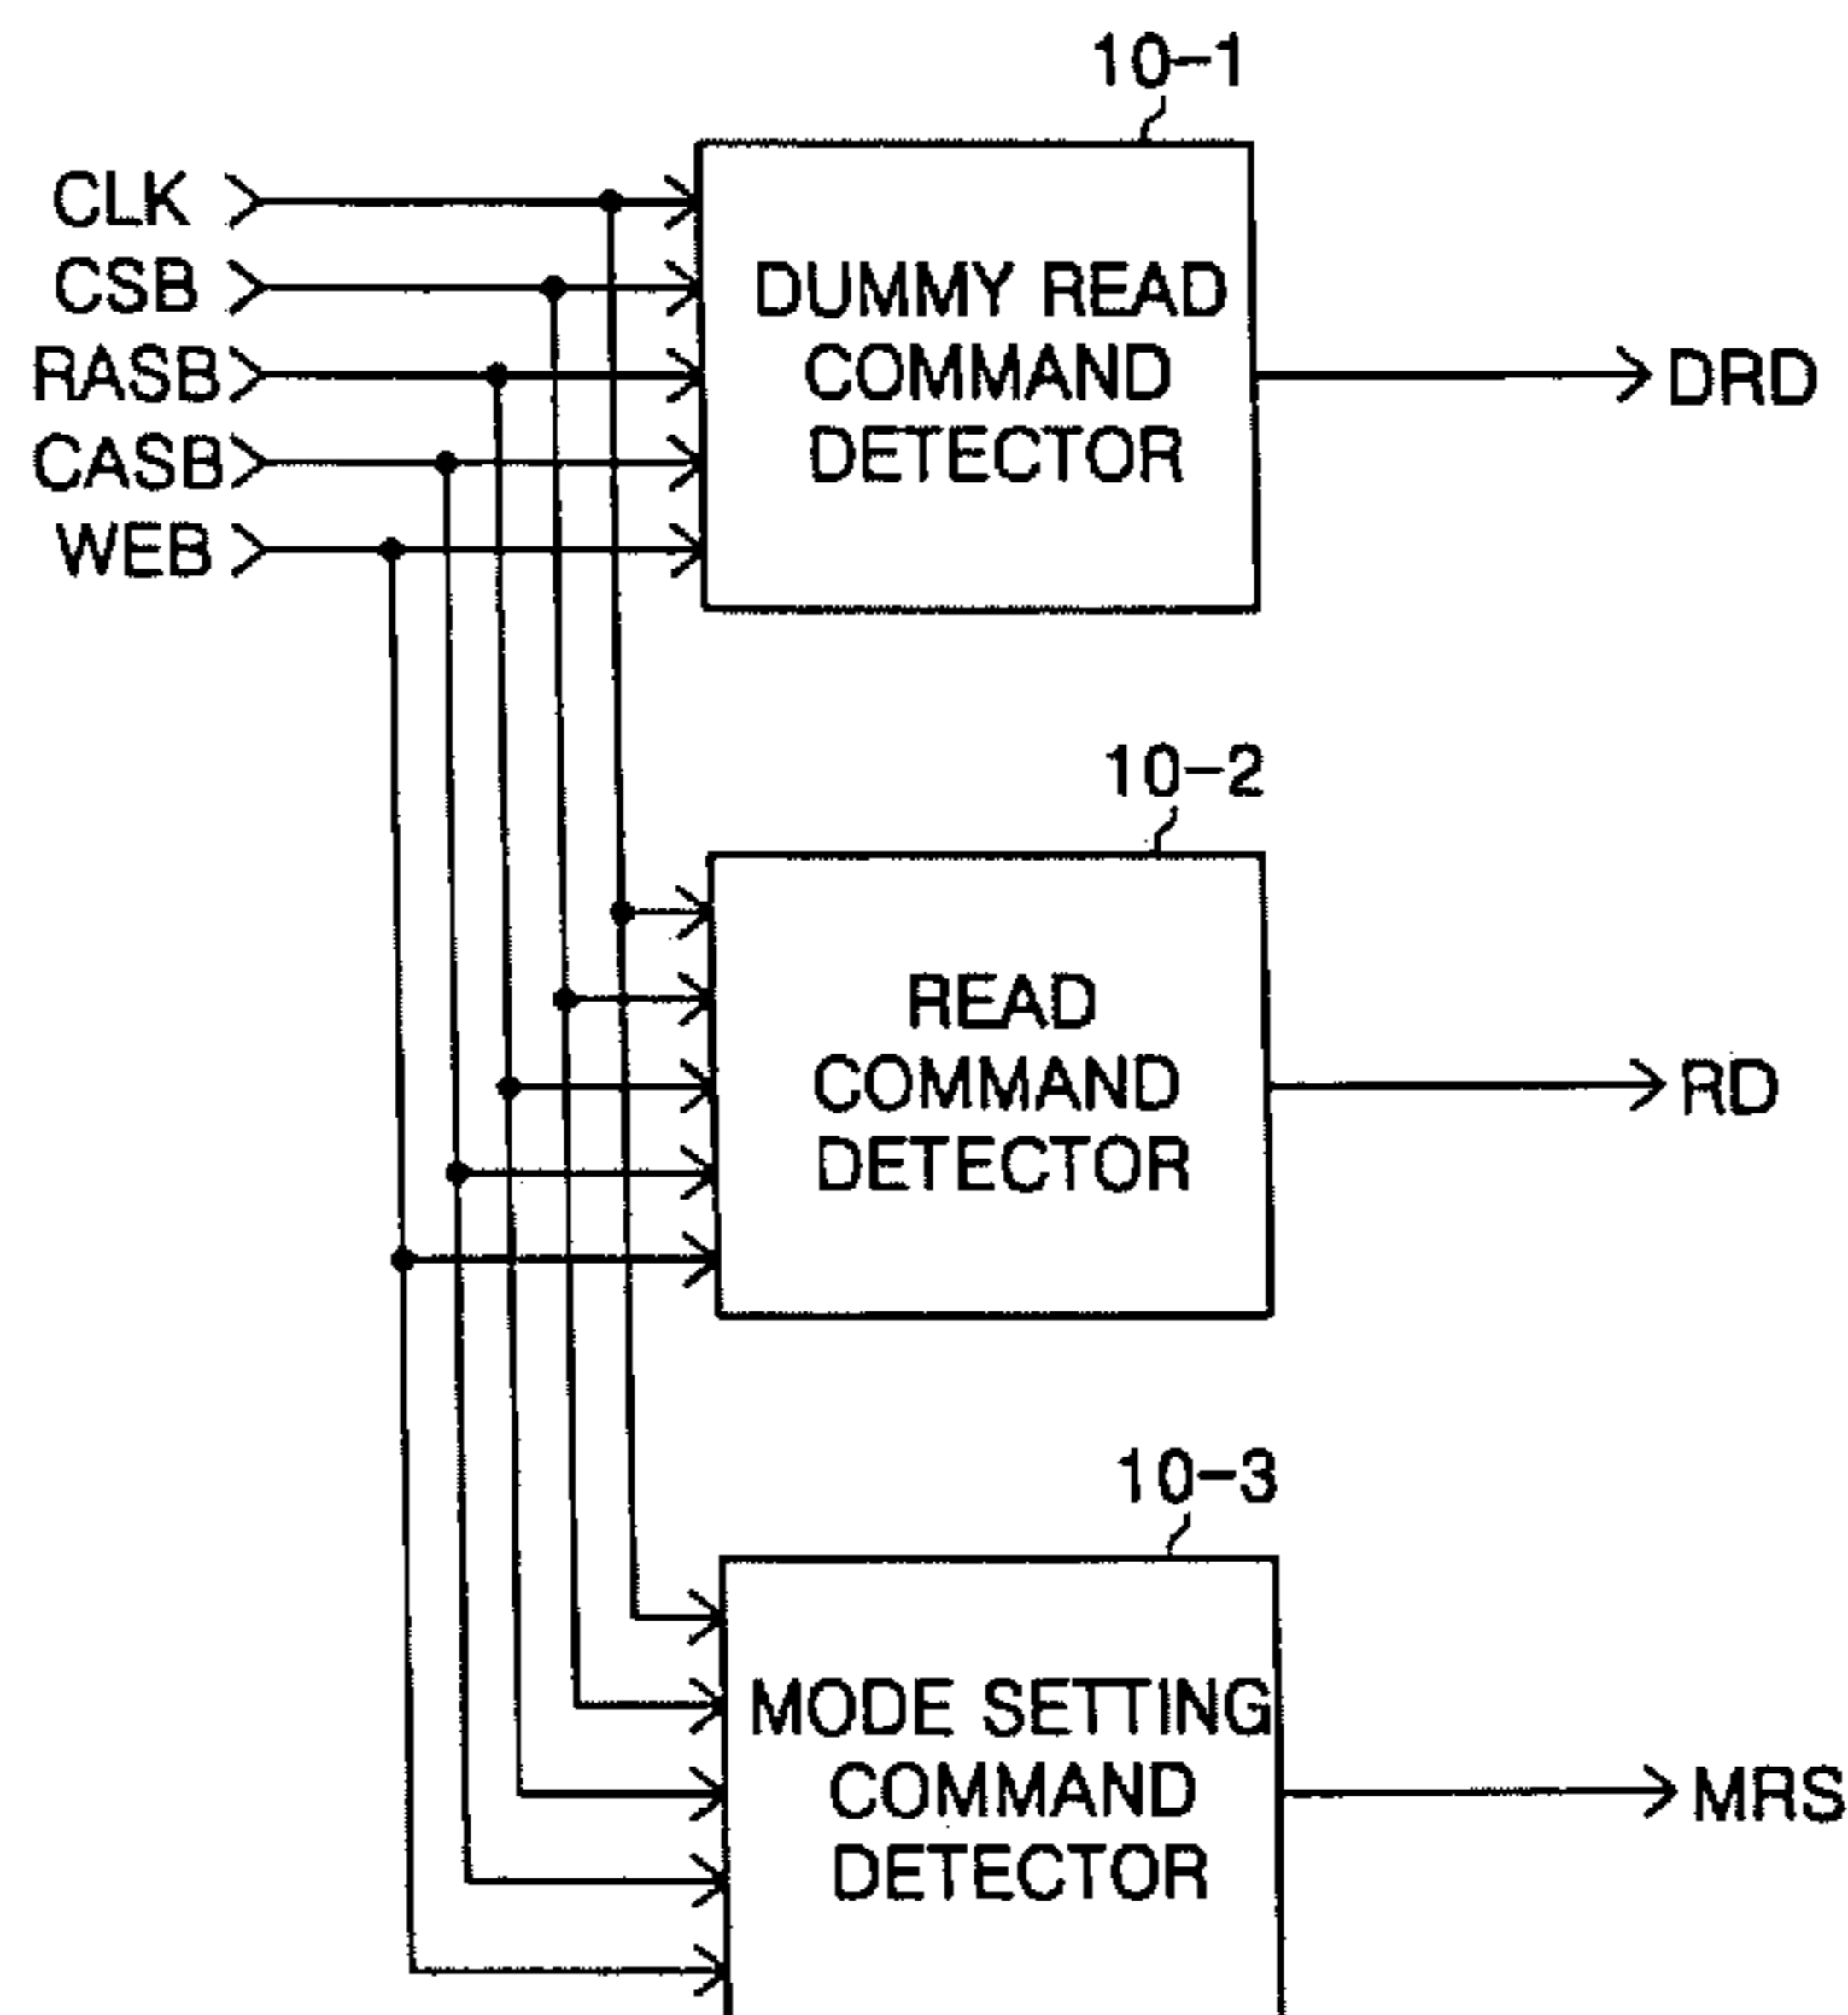 10-1
CLK
CSB
RASB
CASB
WEB
DUMMY READ
COMMAND
DETECTOR
DRD
10-2
READ
COMMAND
DETECTOR
RD
10-3
MODE SETTING
COMMAND
DETECTOR
MRS